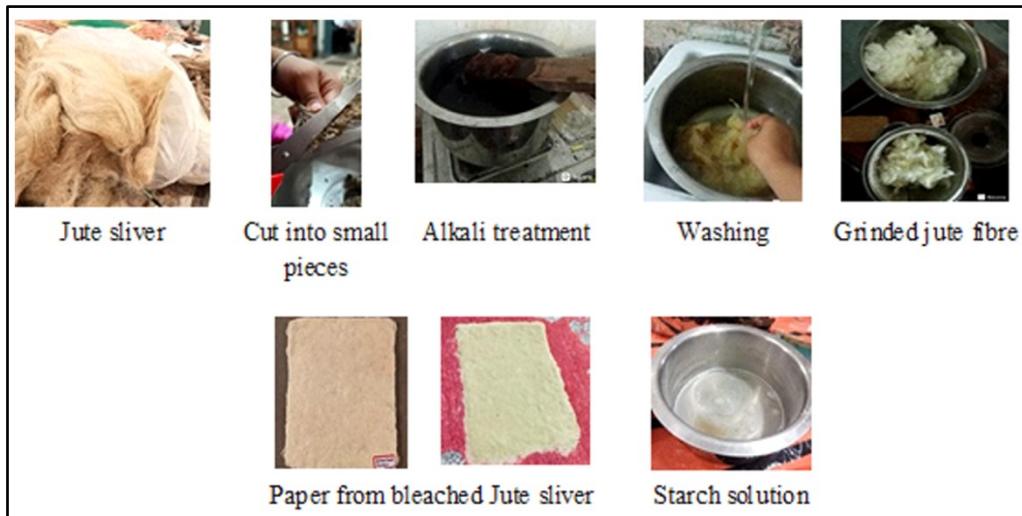 Jute sliver
Cut into small
pieces
Alkali treatment
Washing
Grinded jute fibre
Paper from bleached Jute sliver
Starch solution